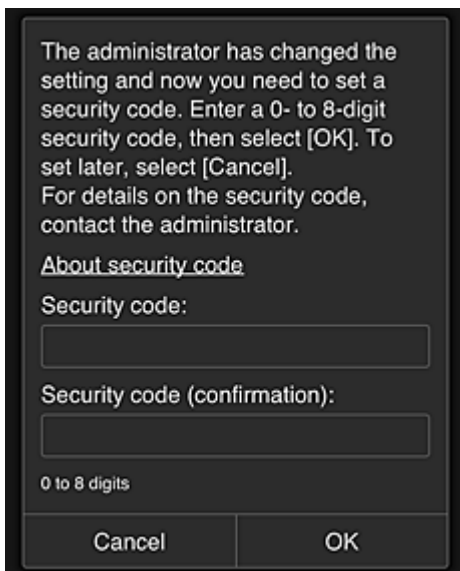 The administrator has changed the
setting and now you need to set a
security code. Enter a 0- to 8-digit
security code, then select [OK]. To
set later, select [Cancel].
For details on the security code,
contact the administrator.
About security code
Security code:
Security code (confirmation):
0 to 8 digits
Cancel
OK